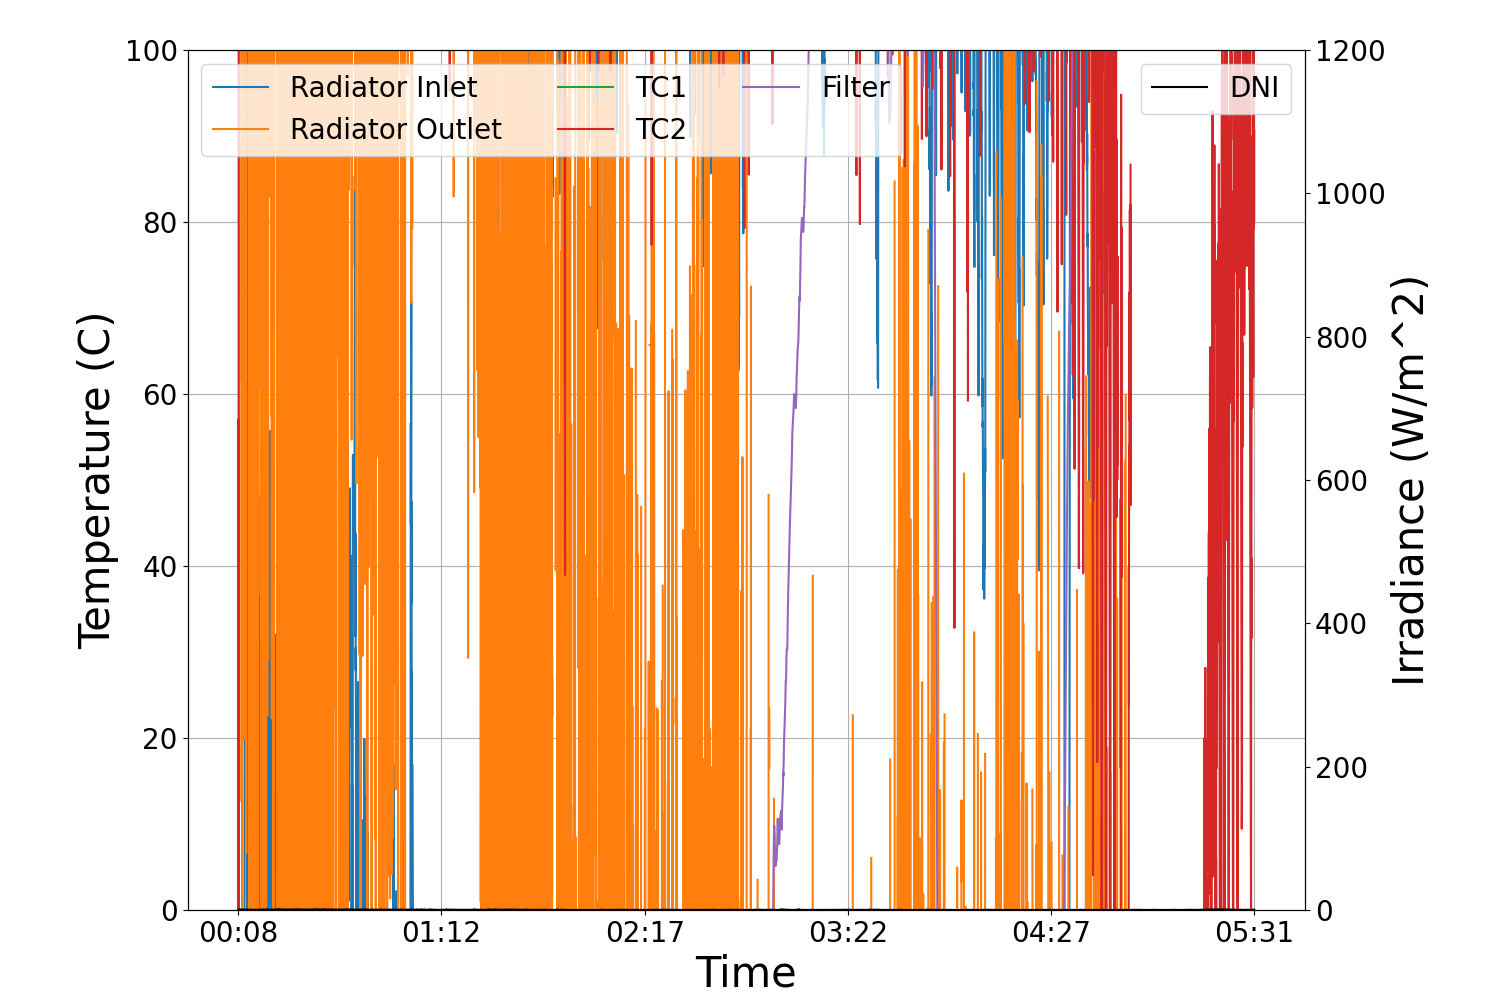 100
80
60
40
20
0
Temperature (C)
Radiator Inlet
Radiator Outlet
TC1
TC2
Filter
DNI
1200
1000
800
600
400
200
0
Irradiance (W/m^2)
00:08
01:12
02:17
03:22
04:27
05:31
Time